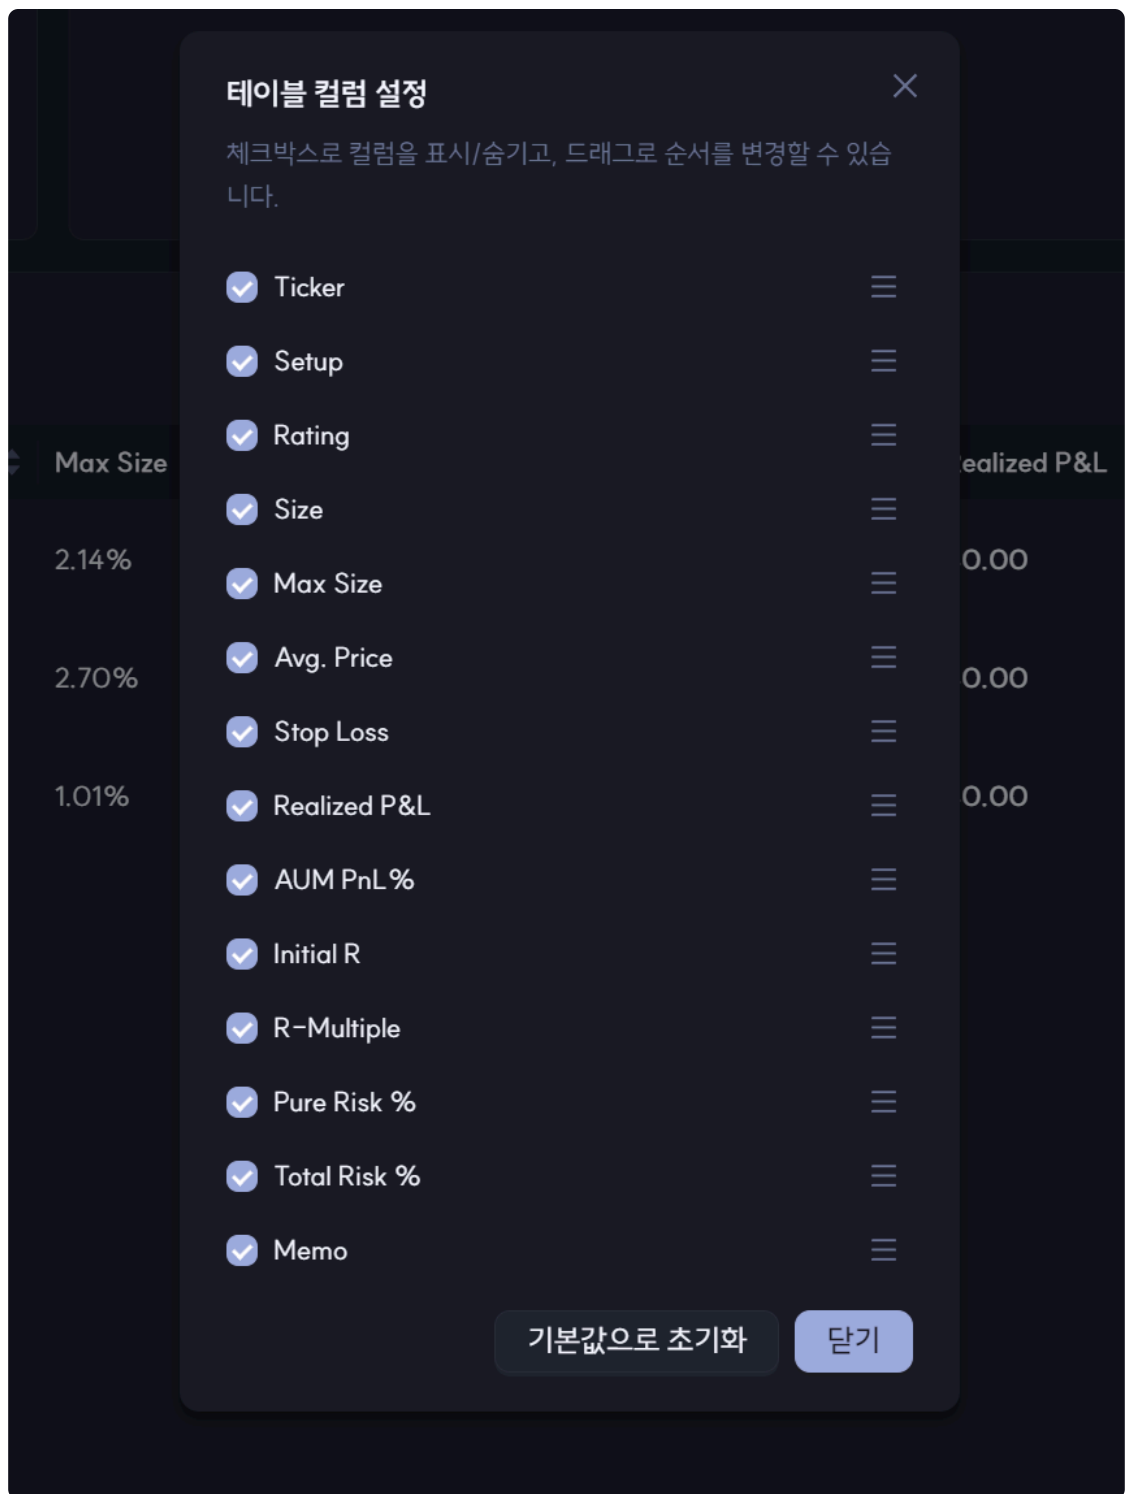 테이블 컬럼 설정
체크박스로 컬럼을 표시/숨기고, 드래그로 순서를 변경할 수 있습
니다.
Ticker
Setup
Rating
Size
Max Size
Avg. Price
Stop Loss
Realized P&L
AUM PnL%
Initial R
R-Multiple
Pure Risk %
Total Risk %
Memo
기본값으로 초기화 닫기
Max Size
2.14%
2.70%
1.01%
ealized P&L
0.00
0.00
0.00